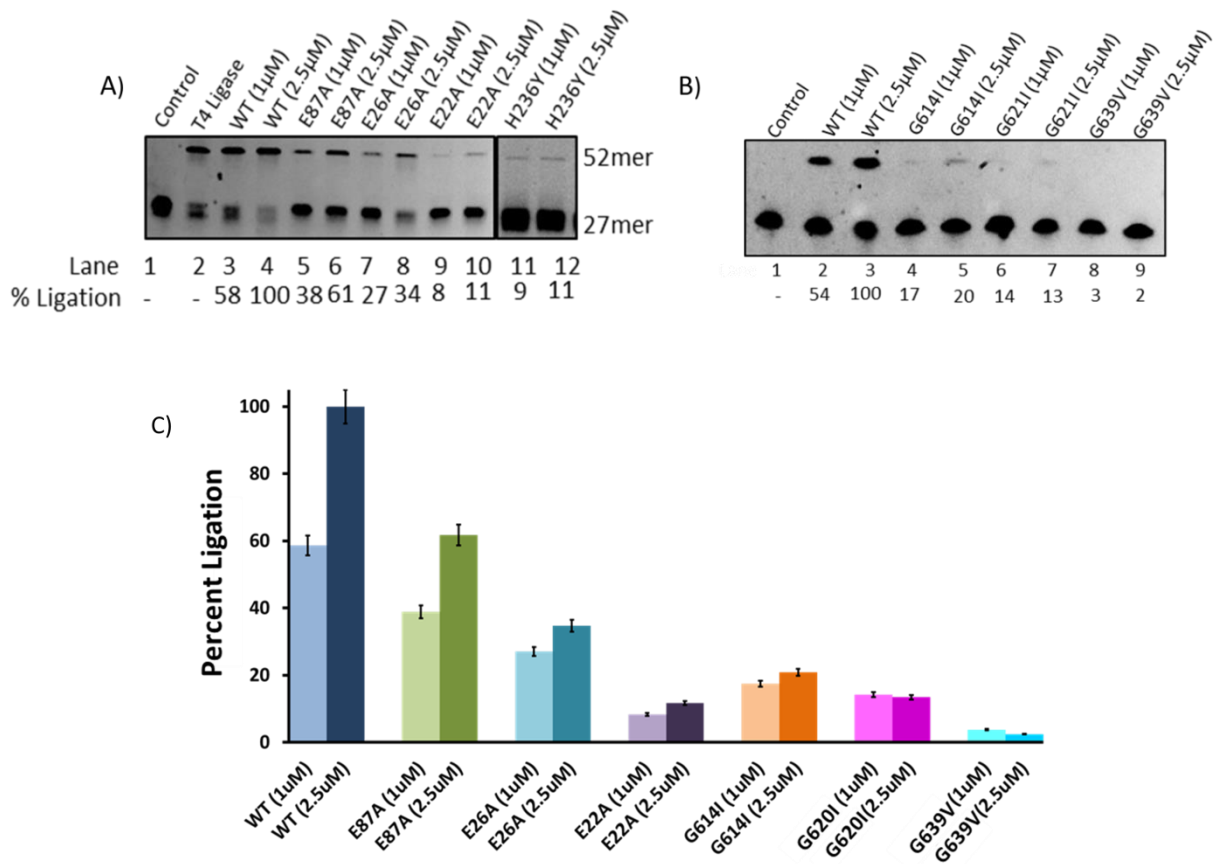 A)
Control
T4 Ligase
WT (1µM)
WT (2.5µM)
E87A (1µM)
E87A (2.5µM)
E26A (1µM)
E26A (2.5µM)
E22A (1µM)
E22A (2.5µM)
H236Y (1µM)
H236Y (2.5µM)
52mer
27mer
Lane 1 2 3 4 5 6 7 8 9 10 11 12
% Ligation - - 58 100 38 61 27 34 8 11 9 11
B)
Control
WT (1µM)
WT (2.5µM)
G614I (1µM)
G614I (2.5µM)
G621I (1µM)
G621I (2.5µM)
G639V (1µM)
G639V (2.5µM)
1 2 3 4 5 6 7 8 9
- 54 100 17 20 14 13 3 2
C)
Percent Ligation
100
80
60
40
20
0
WT (1uM)
WT (2.5uM)
E87A (1uM)
E87A (2.5uM)
E26A (1uM)
E26A (2.5uM)
E22A (1uM)
E22A (2.5uM)
G614I (1uM)
G614I (2.5uM)
G620I (1uM)
G620I(2.5uM)
G639V(1uM)
G639V(2.5uM)